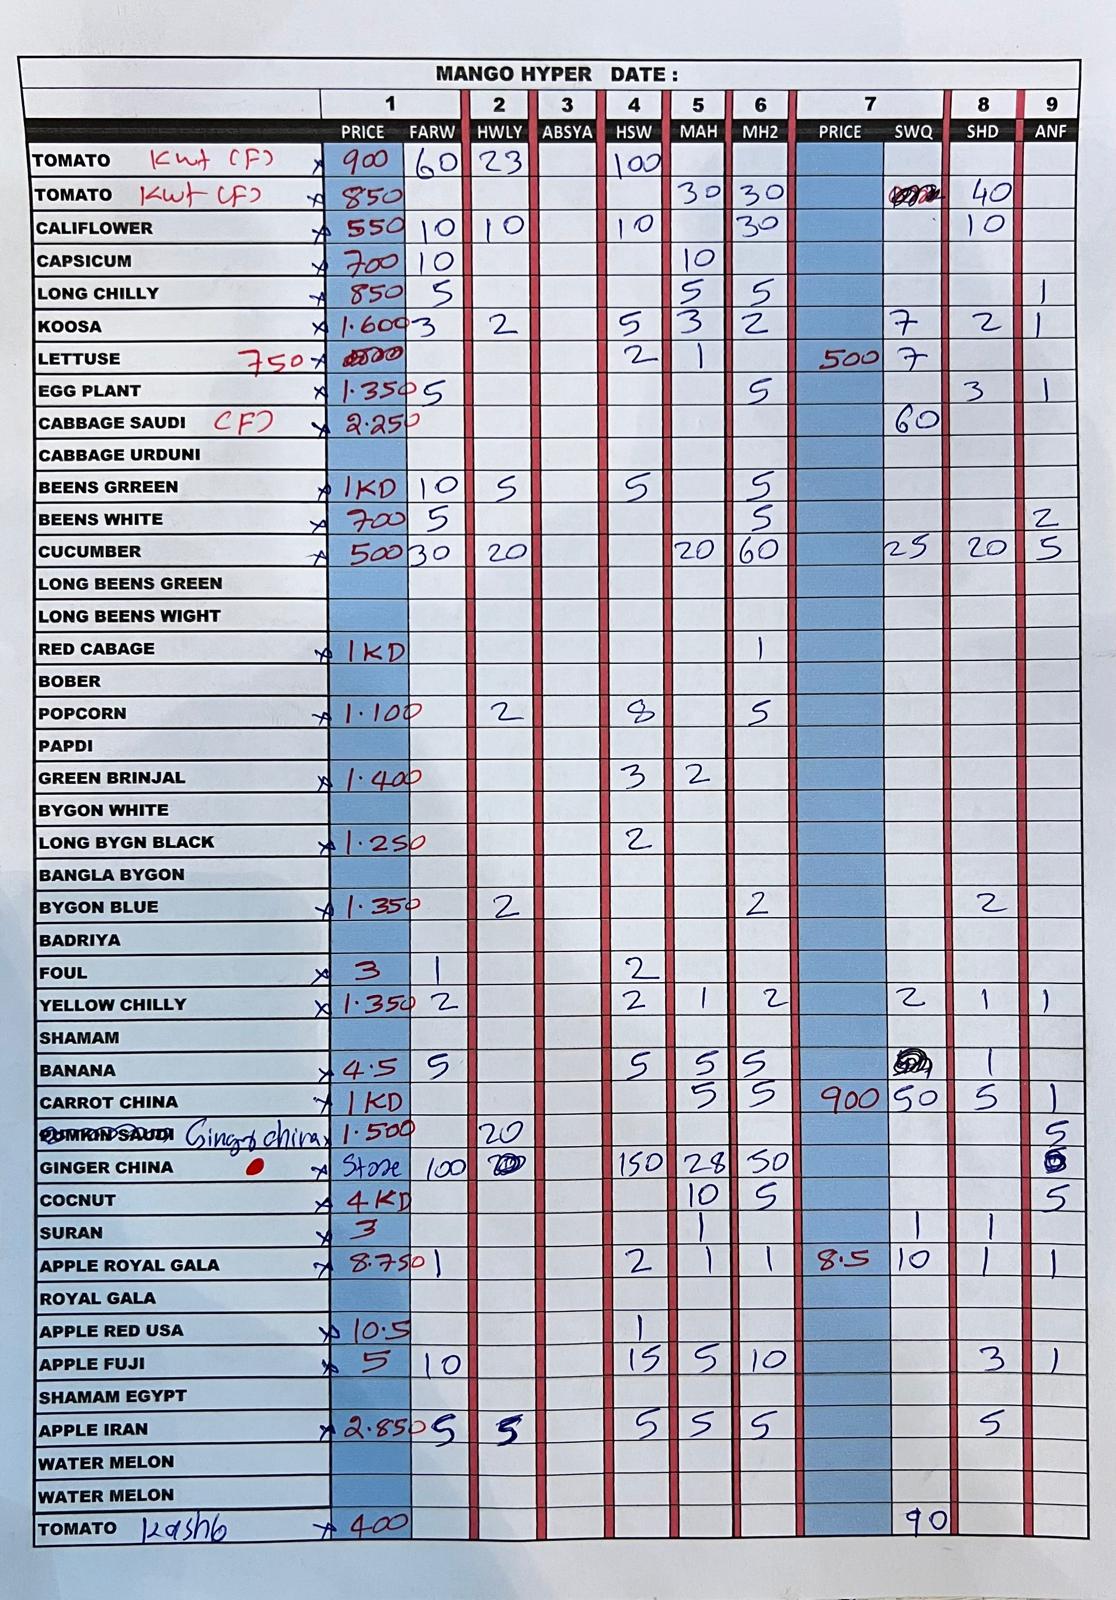 MANGO HYPER DATE :
1 2 3 4 5 6 7 8 9
PRICE FARW HWLY ABSYA HSW MAH MH2 PRICE SWQ SHD ANF
TOMATO Kwt (F) x 900 60 23 100
TOMATO Kwt (F) x 850 30 30 40
CALIFLOWER x 550 10 10 10 30 10
CAPSICUM x 700 10 10
LONG CHILLY x 850 5 5 5 1
KOOSA x 1.600 3 2 5 3 2 7 2 1
LETTUSE 750 x 2 1 500 7
EGG PLANT x 1.350 5 5 3 1
CABBAGE SAUDI (F) x 2.250 60
CABBAGE URDUNI
BEENS GRREEN x 1KD 10 5 5 5
BEENS WHITE x 700 5 5 2
CUCUMBER x 500 30 20 20 60 25 20 5
LONG BEENS GREEN
LONG BEENS WIGHT
RED CABAGE x 1KD 1
BOBER
POPCORN x 1.100 2 8 5
PAPDI
GREEN BRINJAL x 1.400 3 2
BYGON WHITE
LONG BYGN BLACK x 1.250 2
BANGLA BYGON
BYGON BLUE x 1.350 2 2 2
BADRIYA
FOUL x 3 1 2
YELLOW CHILLY x 1.350 2 2 1 2 2 1 1
SHAMAM
BANANA x 4.5 5 5 5 5 1
CARROT CHINA x 1KD 5 5 900 50 5 1
PUMKIN SAUDI Ginger china x 1.500 20 5
GINGER CHINA x Store 100 150 28 50
COCNUT x 4KD 10 5 5
SURAN x 3 1 1 1
APPLE ROYAL GALA x 8.750 1 2 1 1 8.5 10 1 1
ROYAL GALA
APPLE RED USA x 10.5 1
APPLE FUJI x 5 10 15 5 10 3 1
SHAMAM EGYPT
APPLE IRAN x 2.850 5 5 5 5 5 5
WATER MELON
WATER MELON
TOMATO Kashb x 400 90